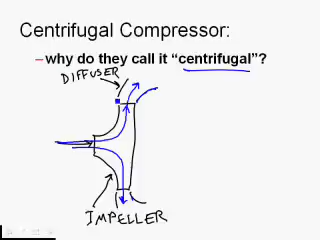 Centrifugal Compressor:
–why do they call it “centrifugal”?
DIFFUSER
IMPELLER